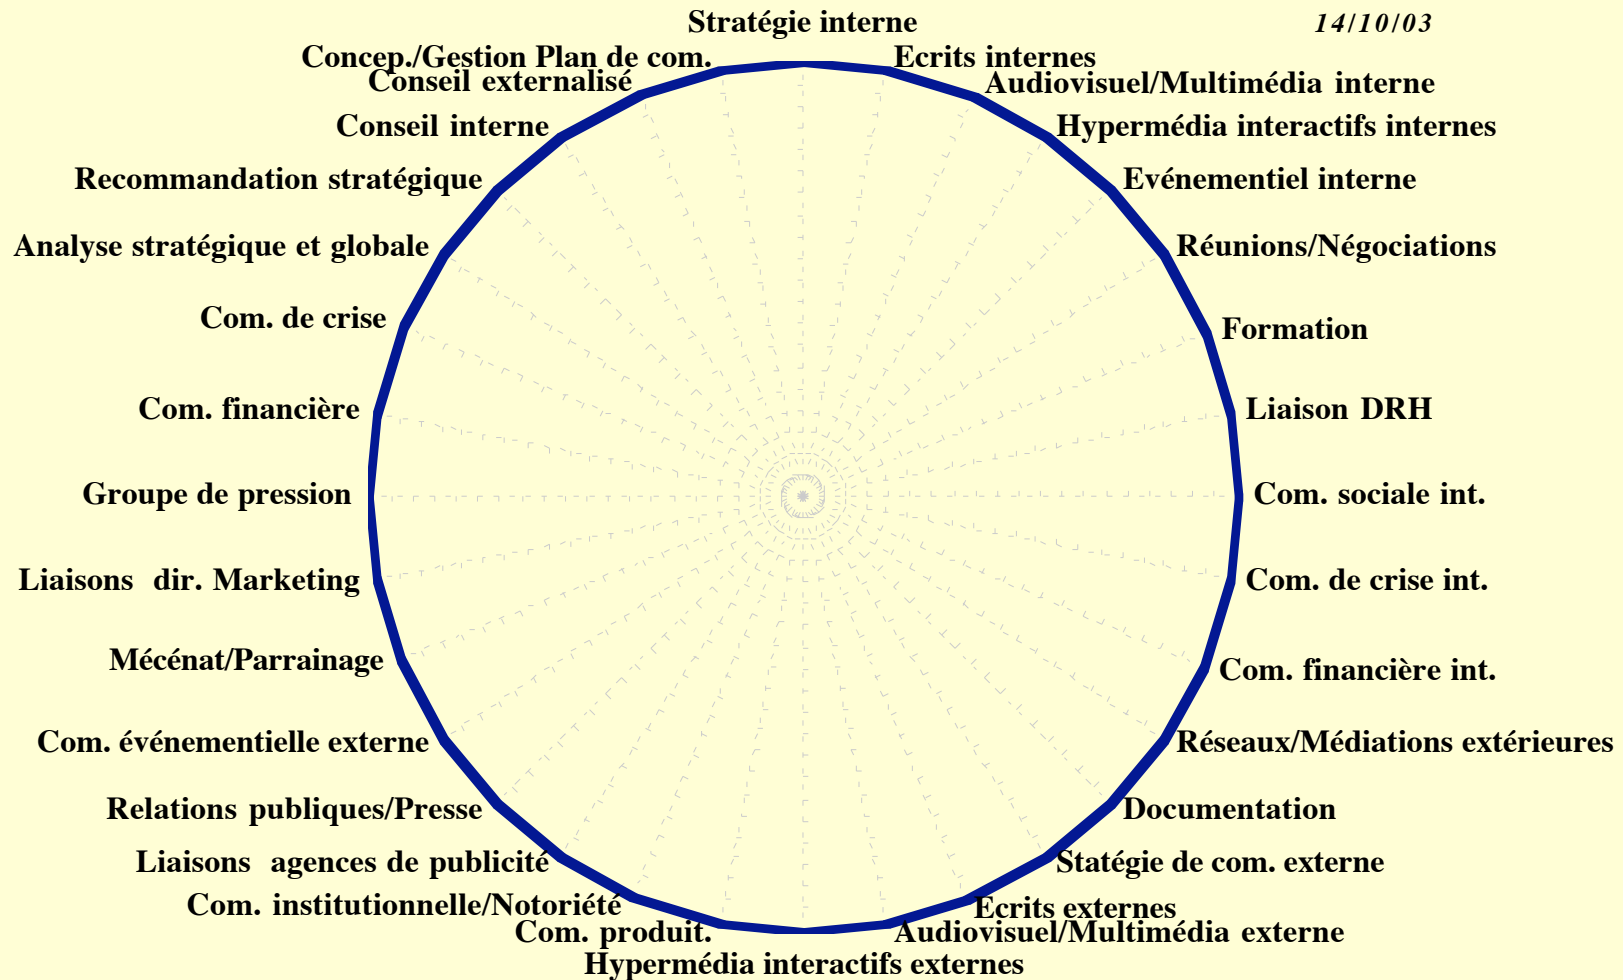 Stratégie interne
14/10/03
Ecrits internes
Audiovisuel/Multimédia interne
Hypermédia interactifs internes
Evénementiel interne
Réunions/Négociations
Formation
Liaison DRH
Com. sociale int.
Com. de crise int.
Com. financière int.
Réseaux/Médiations extérieures
Documentation
Statégie de com. externe
Ecrits externes
Audiovisuel/Multimédia externe
Hypermédia interactifs externes
Com. produit.
Com. institutionnelle/Notoriété
Liaisons agences de publicité
Relations publiques/Presse
Com. événementielle externe
Mécénat/Parrainage
Liaisons dir. Marketing
Groupe de pression
Com. financière
Com. de crise
Analyse stratégique et globale
Recommandation stratégique
Conseil interne
Conseil externalisé
Concep./Gestion Plan de com.